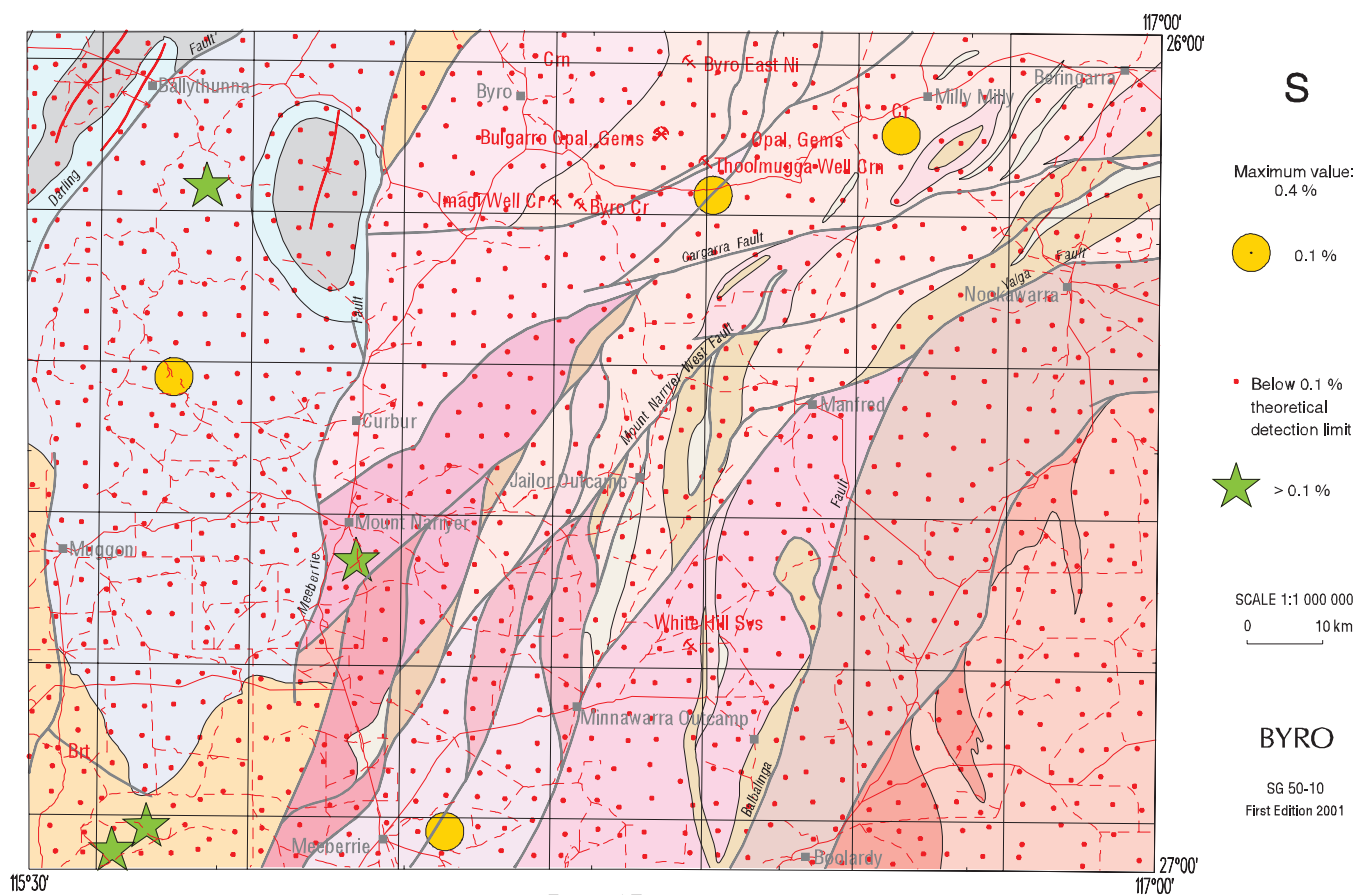 117°00'
26°00'
Fault
Ballythunna
Crn
Byro East Ni
Beringarra
Byro
Milly Milly
Cr
Bulgarro Opal, Gems
Opal, Gems
Thoolmugga Well Crn
Darling
Imagi Well Cr
Byro Cr
Cargarra Fault
Yalga Fault
Nockawarra
Fault
Mount Narryer West Fault
Curbur
Manfred
Jailor Outcamp
Fault
Mount Narryer
Muggon
Meeberrie
White Hill Svs
Minnawarra Outcamp
Brt
Balbalinga
Meeberrie
Boolardy
115°30'
27°00'
117°00'
S
Maximum value:
0.4 %
0.1 %
Below 0.1 %
theoretical
detection limit
> 0.1 %
SCALE 1:1 000 000
0 10 km
BYRO
SG 50-10
First Edition 2001